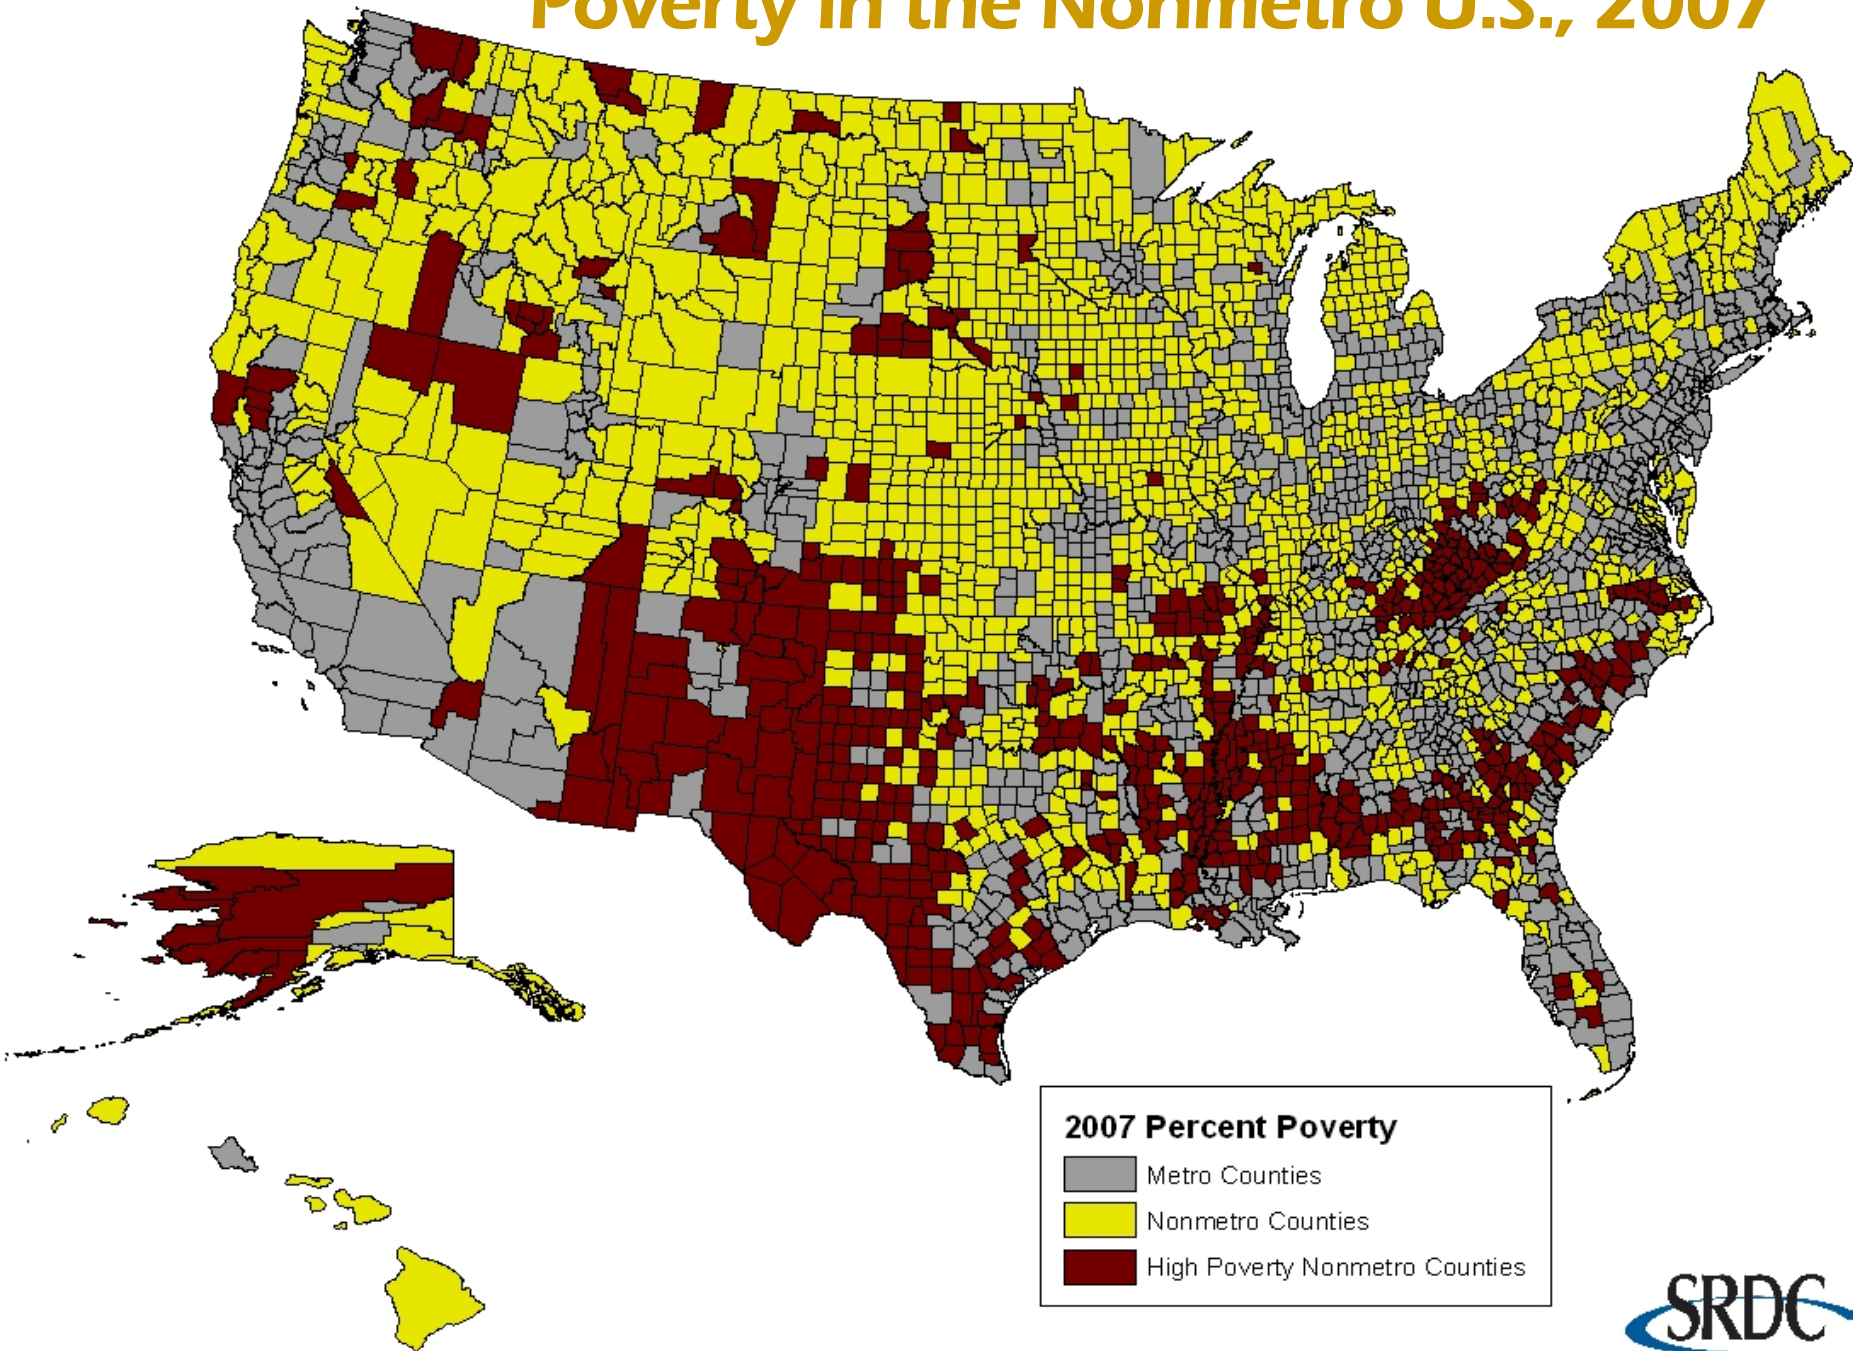 Poverty in the Nonmetro U.S., 2007
2007 Percent Poverty
Metro Counties
Nonmetro Counties
High Poverty Nonmetro Counties
SRDC